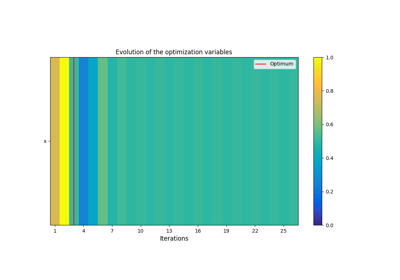 Evolution of the optimization variables
Optimum
x
1 4 7 10 13 16 19 22 25
Iterations
1.0
0.8
0.6
0.4
0.2
0.0